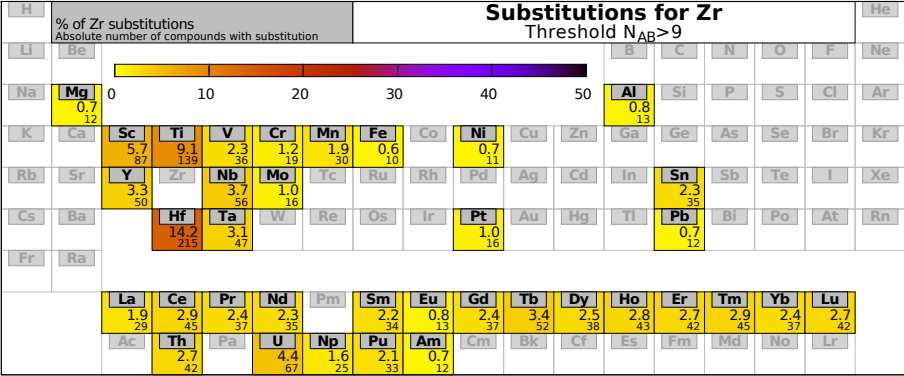 H % of Zr substitutions Substitutions for Zr He
Absolute number of compounds with substitution Threshold N_AB>9
Li Be B C N O F Ne
Na Mg Al Si P S Cl Ar
0.7 0 10 20 30 40 50 0.8
12 13
K Ca Sc Ti V Cr Mn Fe Co Ni Cu Zn Ga Ge As Se Br Kr
5.7 9.1 2.3 1.2 1.9 0.6 0.7
87 139 36 19 30 10 11
Rb Sr Y Zr Nb Mo Tc Ru Rh Pd Ag Cd In Sn Sb Te I Xe
3.3 3.7 1.0 2.3
50 56 16 35
Cs Ba Hf Ta W Re Os Ir Pt Au Hg Tl Pb Bi Po At Rn
14.2 3.1 1.0 0.7
215 47 16 12
Fr Ra
La Ce Pr Nd Pm Sm Eu Gd Tb Dy Ho Er Tm Yb Lu
1.9 2.9 2.4 2.3 2.2 0.8 2.4 3.4 2.5 2.8 2.7 2.9 2.4 2.7
29 45 37 35 34 13 37 52 38 43 42 45 37 42
Ac Th Pa U Np Pu Am Cm Bk Cf Es Fm Md No Lr
2.7 4.4 1.6 2.1 0.7
42 67 25 33 12